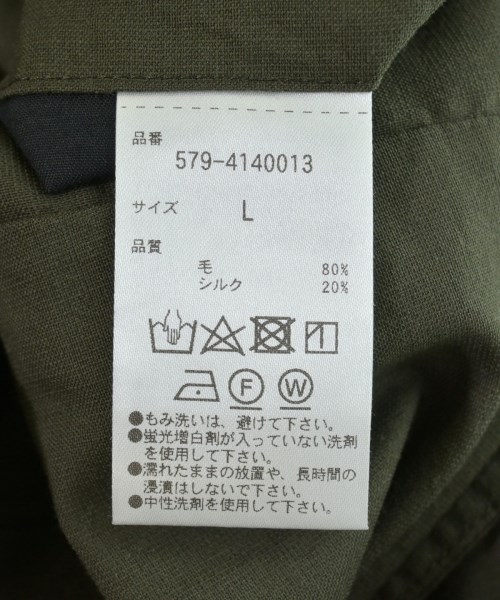 品番
579-4140013
サイズ L
品質
毛 80%
シルク 20%
F W
●もみ洗いは、避けて下さい。
●蛍光増白剤が入っていない洗剤
を使用して下さい。
●濡れたままの放置や、長時間の
浸漬はしないで下さい。
●中性洗剤を使用して下さい。